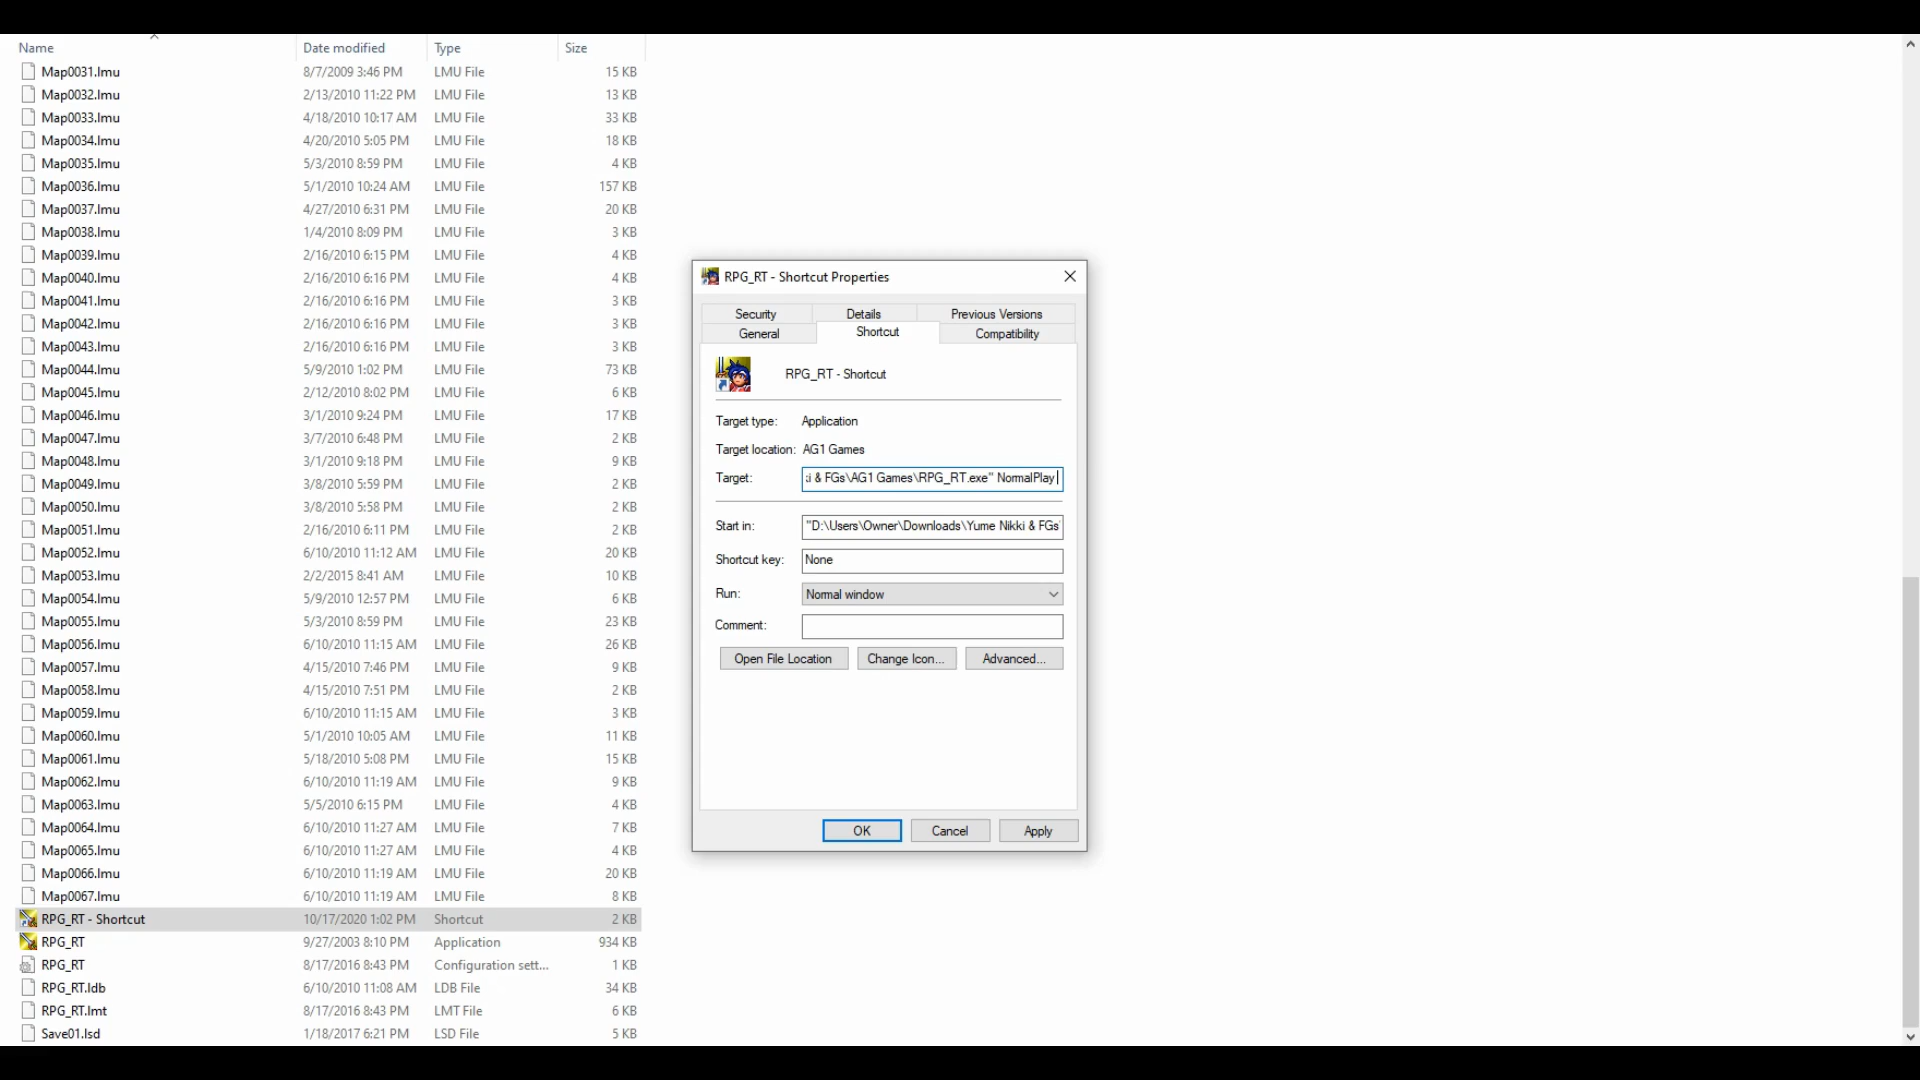 Name Date modified Type Size
Map0031.lmu 8/7/2009 3:46 PM LMU File 15 KB
Map0032.lmu 2/13/2010 11:22 PM LMU File 13 KB
Map0033.lmu 4/18/2010 10:17 AM LMU File 33 KB
Map0034.lmu 4/20/2010 5:05 PM LMU File 18 KB
Map0035.lmu 5/3/2010 8:59 PM LMU File 4 KB
Map0036.lmu 5/1/2010 10:24 AM LMU File 157 KB
Map0037.lmu 4/27/2010 6:31 PM LMU File 20 KB
Map0038.lmu 1/4/2010 8:09 PM LMU File 3 KB
Map0039.lmu 2/16/2010 6:15 PM LMU File 4 KB
Map0040.lmu 2/16/2010 6:16 PM LMU File 4 KB
Map0041.lmu 2/16/2010 6:16 PM LMU File 3 KB
Map0042.lmu 2/16/2010 6:16 PM LMU File 3 KB
Map0043.lmu 2/16/2010 6:16 PM LMU File 3 KB
Map0044.lmu 5/9/2010 1:02 PM LMU File 73 KB
Map0045.lmu 2/12/2010 8:02 PM LMU File 6 KB
Map0046.lmu 3/1/2010 9:24 PM LMU File 17 KB
Map0047.lmu 3/7/2010 6:48 PM LMU File 2 KB
Map0048.lmu 3/1/2010 9:18 PM LMU File 9 KB
Map0049.lmu 3/8/2010 5:59 PM LMU File 2 KB
Map0050.lmu 3/8/2010 5:58 PM LMU File 2 KB
Map0051.lmu 2/16/2010 6:11 PM LMU File 2 KB
Map0052.lmu 6/10/2010 11:12 AM LMU File 20 KB
Map0053.lmu 2/2/2015 8:41 AM LMU File 10 KB
Map0054.lmu 5/9/2010 12:57 PM LMU File 6 KB
Map0055.lmu 5/3/2010 8:59 PM LMU File 23 KB
Map0056.lmu 6/10/2010 11:15 AM LMU File 26 KB
Map0057.lmu 4/15/2010 7:46 PM LMU File 9 KB
Map0058.lmu 4/15/2010 7:51 PM LMU File 2 KB
Map0059.lmu 6/10/2010 11:15 AM LMU File 3 KB
Map0060.lmu 5/1/2010 10:05 AM LMU File 11 KB
Map0061.lmu 5/18/2010 5:08 PM LMU File 15 KB
Map0062.lmu 6/10/2010 11:19 AM LMU File 9 KB
Map0063.lmu 5/5/2010 6:15 PM LMU File 4 KB
Map0064.lmu 6/10/2010 11:27 AM LMU File 7 KB
Map0065.lmu 6/10/2010 11:27 AM LMU File 4 KB
Map0066.lmu 6/10/2010 11:19 AM LMU File 20 KB
Map0067.lmu 6/10/2010 11:19 AM LMU File 8 KB
RPG_RT - Shortcut 10/17/2020 1:02 PM Shortcut 2 KB
RPG_RT 9/27/2003 8:10 PM Application 934 KB
RPG_RT 8/17/2016 8:43 PM Configuration sett... 1 KB
RPG_RT.ldb 6/10/2010 11:08 AM LDB File 34 KB
RPG_RT.lmt 8/17/2016 8:43 PM LMT File 6 KB
Save01.lsd 1/18/2017 6:21 PM LSD File 5 KB
RPG_RT - Shortcut Properties
Security Details Previous Versions
General Shortcut Compatibility
RPG_RT - Shortcut
Target type: Application
Target location: AG1 Games
Target: & FGs\AG1 Games\RPG_RT.exe" NormalPlay
Start in: "D:\Users\Owner\Downloads\Yume Nikki & FGs
Shortcut key: None
Run: Normal window
Comment:
Open File Location Change Icon... Advanced...
OK Cancel Apply